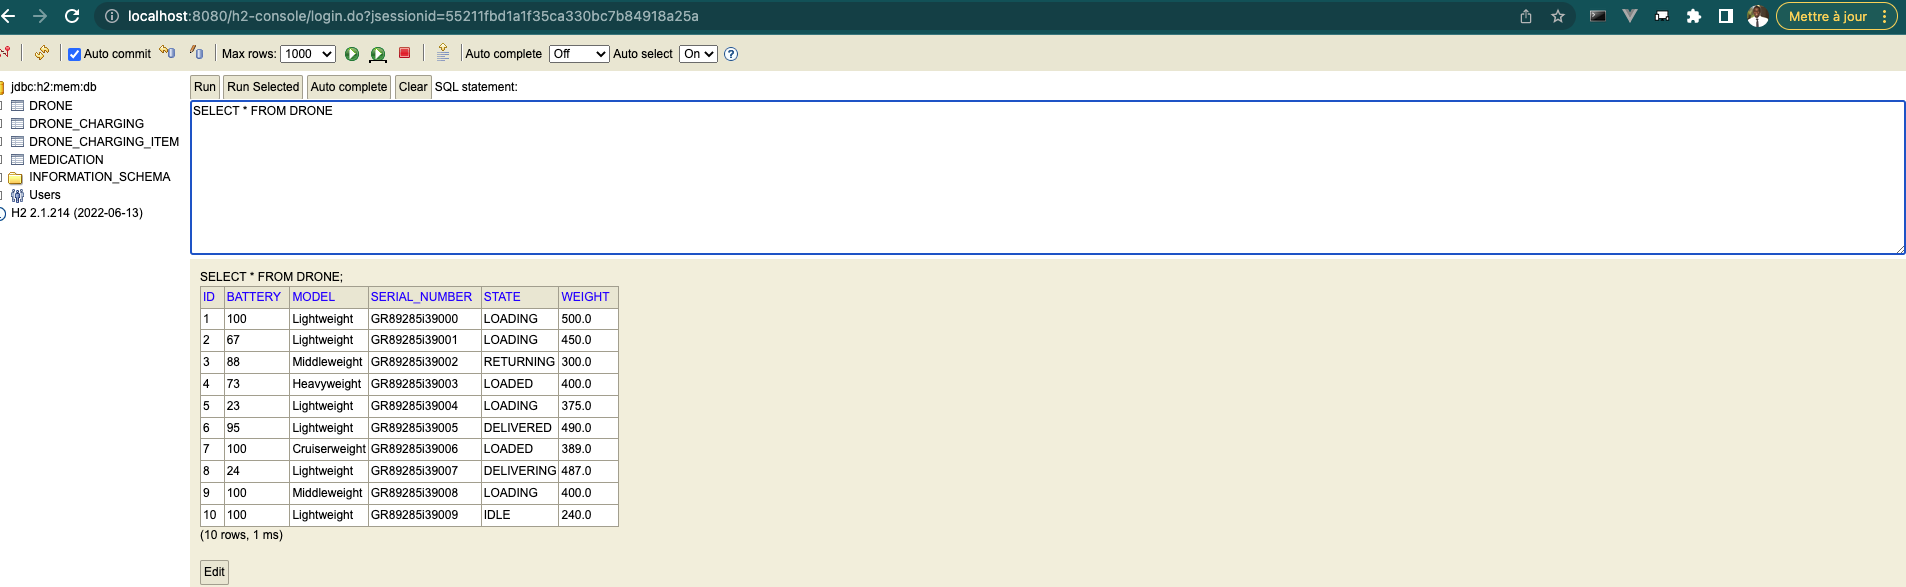 localhost:8080/h2-console/login.do?jsessionid=55211fbd1a1f35ca330bc7b84918a25a
Mettre à jour
Auto commit Max rows: 1000 Auto complete Off Auto select On ?
jdbc:h2:mem:db
DRONE
DRONE_CHARGING
DRONE_CHARGING_ITEM
MEDICATION
INFORMATION_SCHEMA
Users
H2 2.1.214 (2022-06-13)
Run Run Selected Auto complete Clear SQL statement:
SELECT * FROM DRONE
SELECT * FROM DRONE;
ID BATTERY MODEL SERIAL_NUMBER STATE WEIGHT
1 100 Lightweight GR89285i39000 LOADING 500.0
2 67 Lightweight GR89285i39001 LOADING 450.0
3 88 Middleweight GR89285i39002 RETURNING 300.0
4 73 Heavyweight GR89285i39003 LOADED 400.0
5 23 Lightweight GR89285i39004 LOADING 375.0
6 95 Lightweight GR89285i39005 DELIVERED 490.0
7 100 Cruiserweight GR89285i39006 LOADED 389.0
8 24 Lightweight GR89285i39007 DELIVERING 487.0
9 100 Middleweight GR89285i39008 LOADING 400.0
10 100 Lightweight GR89285i39009 IDLE 240.0
(10 rows, 1 ms)
Edit